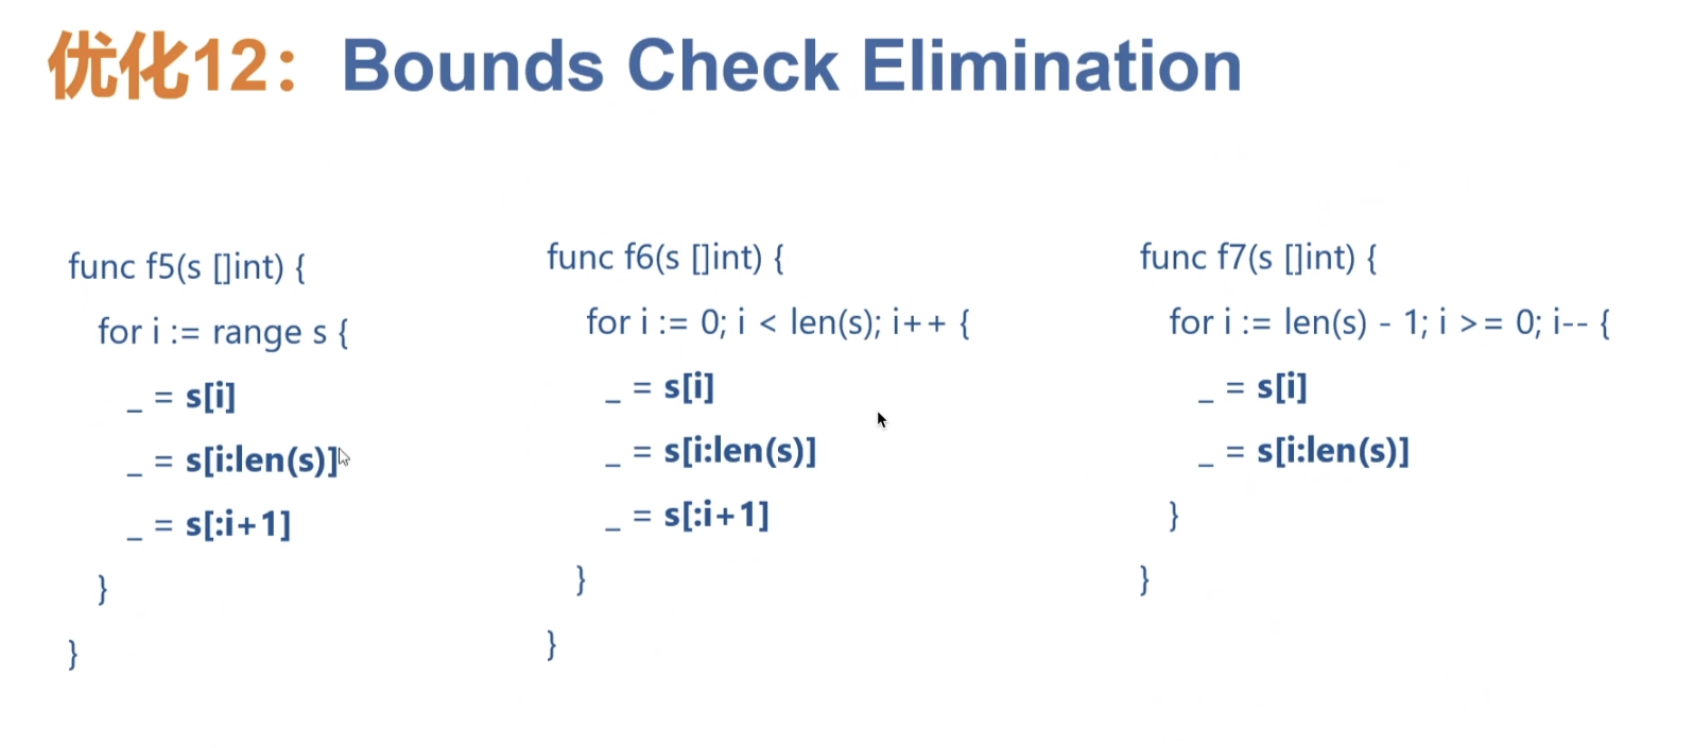 优化12：Bounds Check Elimination
func f5(s []int) {
for i := range s {
_ = s[i]
_ = s[i:len(s)]
_ = s[:i+1]
}
}
func f6(s []int) {
for i := 0; i < len(s); i++ {
_ = s[i]
_ = s[i:len(s)]
_ = s[:i+1]
}
}
func f7(s []int) {
for i := len(s) - 1; i >= 0; i-- {
_ = s[i]
_ = s[i:len(s)]
}
}